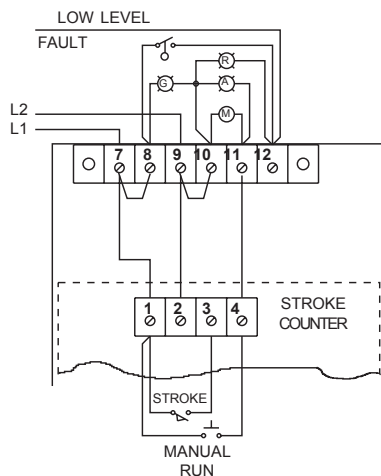 LOW LEVEL
FAULT
R
G
A
M
L2
L1
7 8 9 10 11 12
1 2 3 4
STROKE
COUNTER
STROKE
MANUAL
RUN